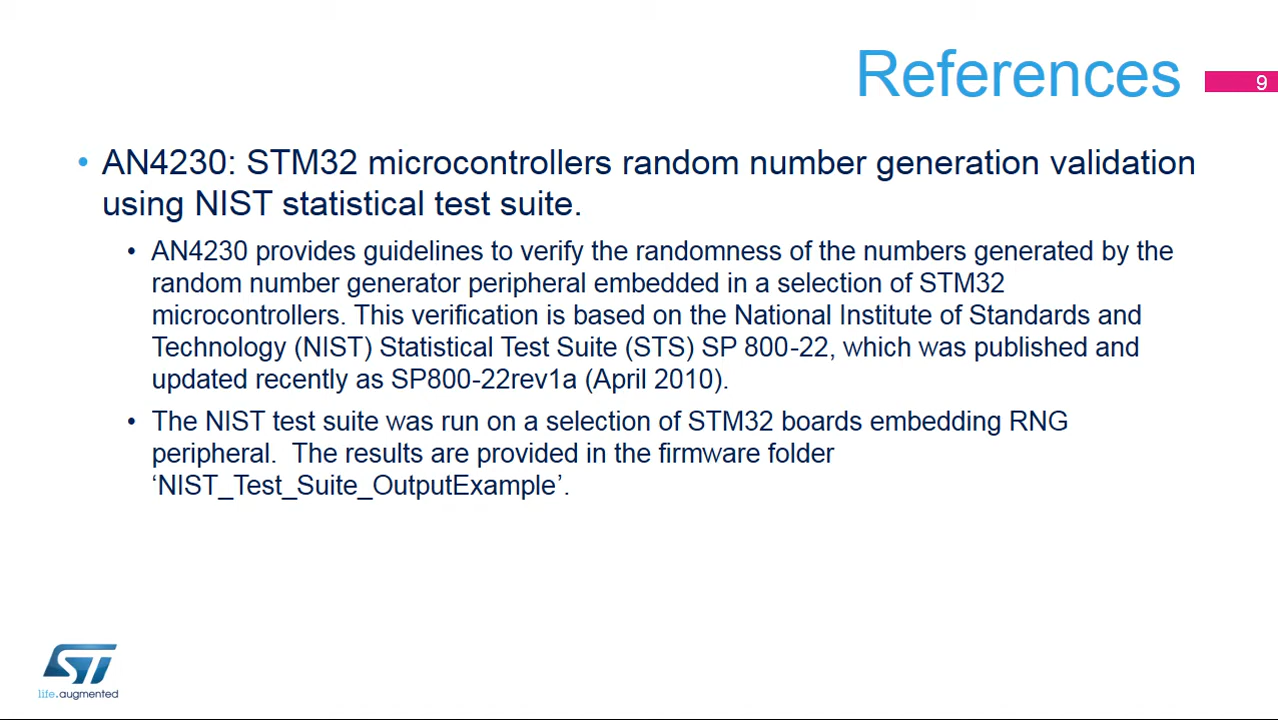 References
9
• AN4230: STM32 microcontrollers random number generation validation
using NIST statistical test suite.
• AN4230 provides guidelines to verify the randomness of the numbers generated by the
random number generator peripheral embedded in a selection of STM32
microcontrollers. This verification is based on the National Institute of Standards and
Technology (NIST) Statistical Test Suite (STS) SP 800-22, which was published and
updated recently as SP800-22rev1a (April 2010).
• The NIST test suite was run on a selection of STM32 boards embedding RNG
peripheral.  The results are provided in the firmware folder
‘NIST_Test_Suite_OutputExample’.
ST
life.augmented